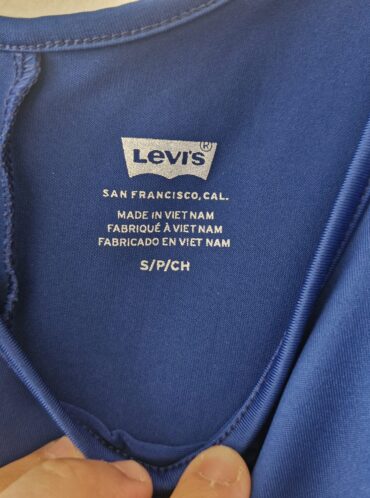 Levi's®
SAN FRANCISCO, CAL.
MADE IN VIET NAM
FABRIQUÉ À VIET NAM
FABRICADO EN VIET NAM
S/P/CH